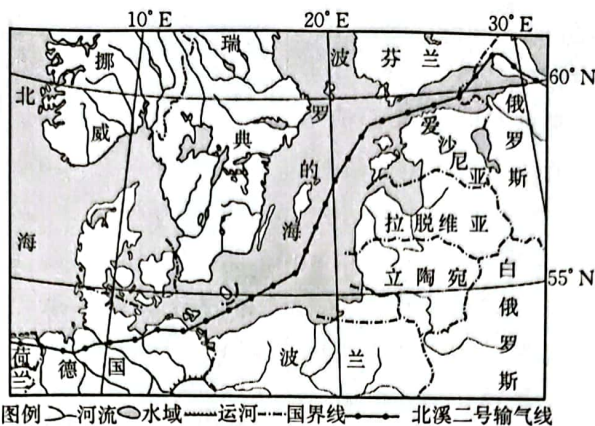 10°E 20°E 30°E
挪 瑞 波 芬 兰
60°N
北 俄
威 典 罗 爱 罗
沙
尼
亚 斯
的
海 海 拉 脱 维 亚
立 陶 宛 白 55°N
俄
荷 德 国 波 兰 罗
兰 斯
图例 河流 水域 运河 国界线 北溪二号输气线